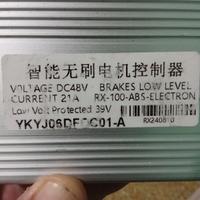 智能无刷电机控制器
VOLTAGE DC48V BRAKES LOW LEVEL
CURRENT 21A RX-100-ABS-ELECTRON
Low Volt Protected 39V
YKYJ06DEDC01-A RX240810